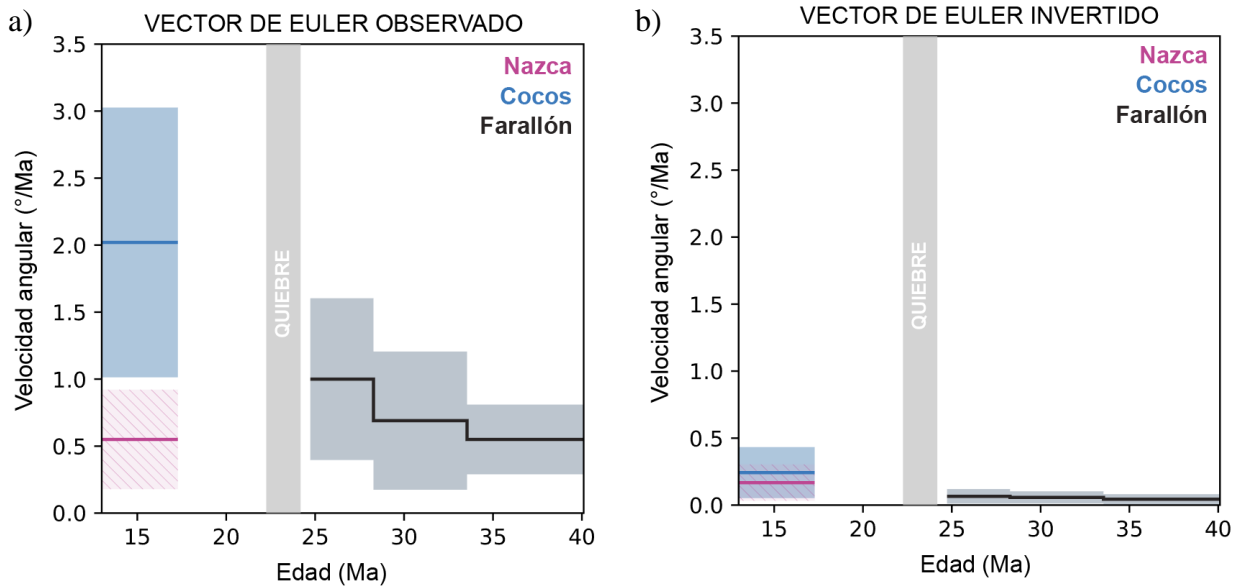 a)
VECTOR DE EULER OBSERVADO
3.5
3.0
2.5
2.0
1.5
1.0
0.5
0.0
Velocidad angular (°/Ma)
Nazca
Cocos
Farallón
QUIEBRE
15 20 25 30 35 40
Edad (Ma)
b)
VECTOR DE EULER INVERTIDO
3.5
3.0
2.5
2.0
1.5
1.0
0.5
0.0
Velocidad angular (°/Ma)
Nazca
Cocos
Farallón
QUIEBRE
15 20 25 30 35 40
Edad (Ma)